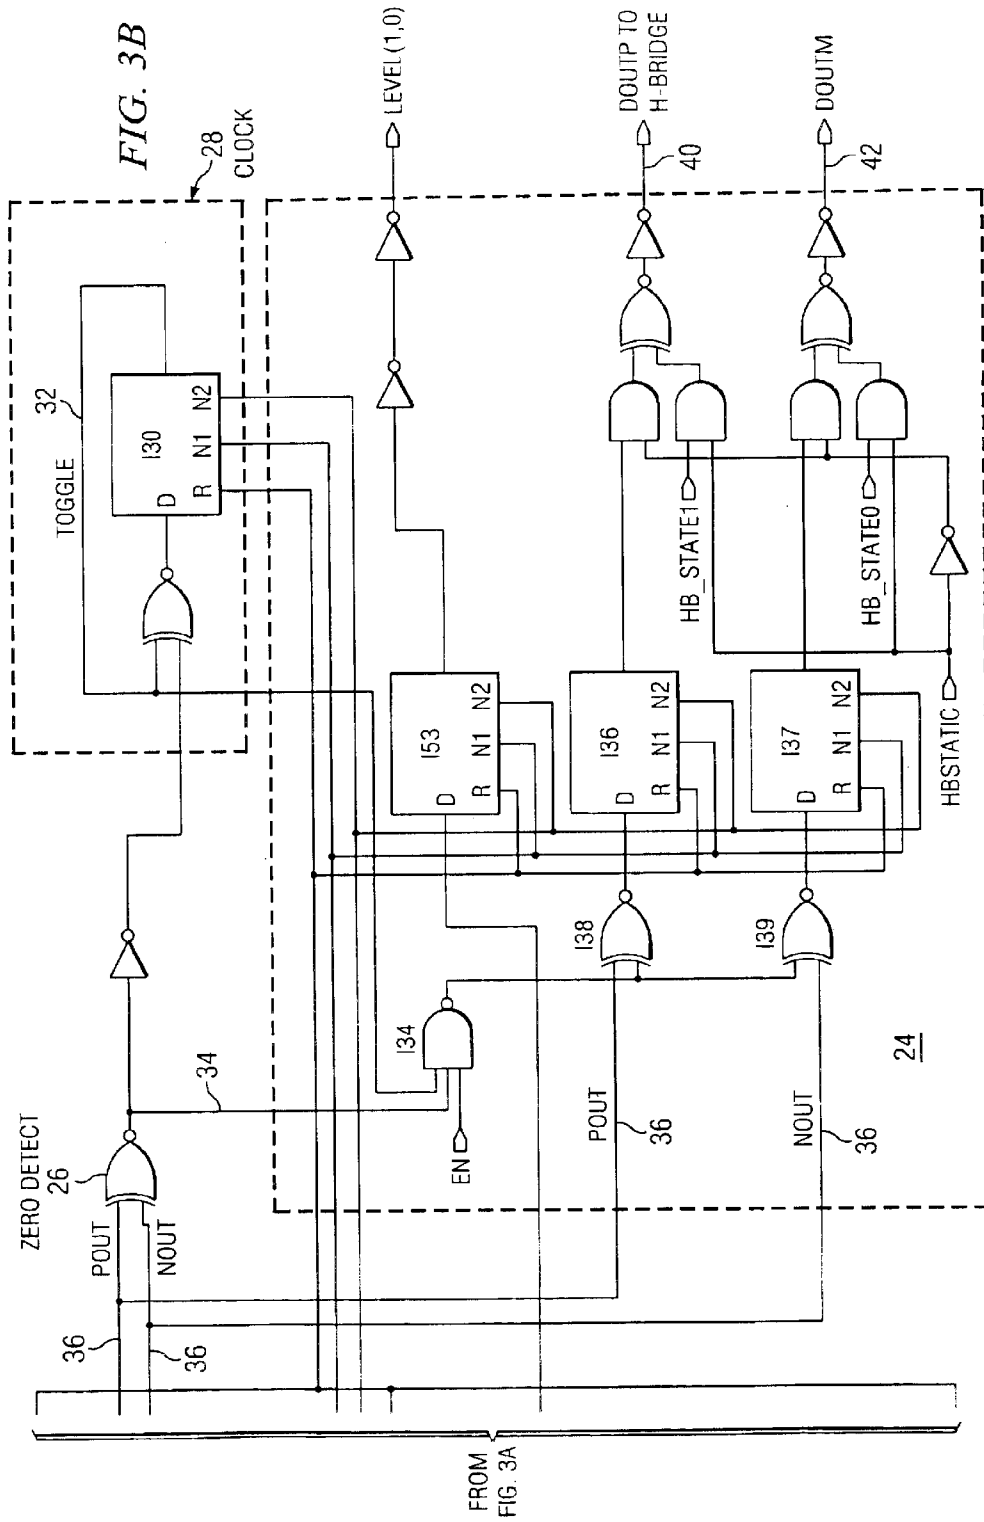 FIG. 3B
28
CLOCK
32
TOGGLE
I30
D
R
N1
N2
ZERO DETECT
26
POUT
NOUT
36
36
34
LEVEL(1,0)
I53
D
R
N1
N2
I34
EN
DOUTP TO
H-BRIDGE
40
I38
I36
D
R
N1
N2
HB_STATE1
POUT
36
DOUTM
42
I39
I37
D
R
N1
N2
HB_STATE0
NOUT
36
HBSTATIC
24
FROM
FIG. 3A